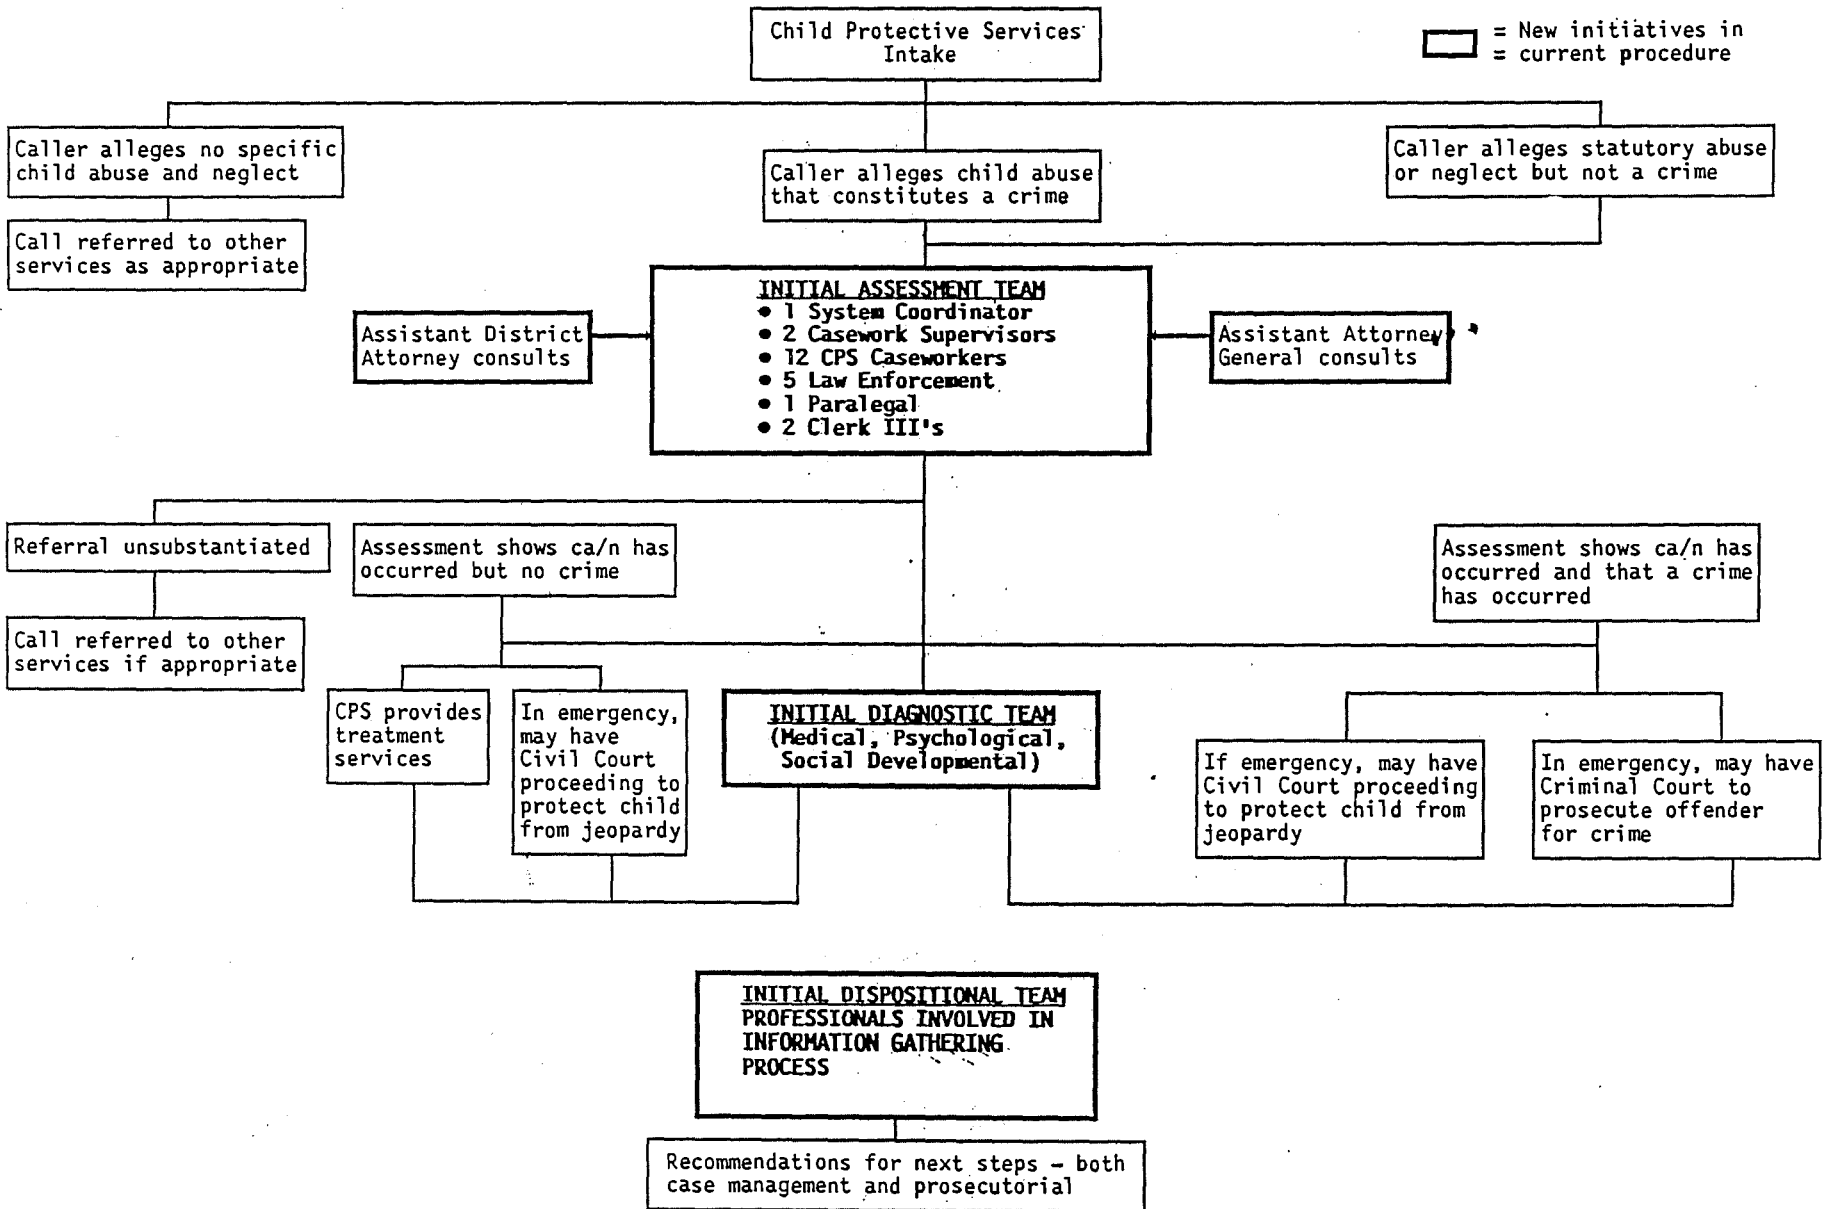 Child Protective Services
Intake
= New initiatives in
= current procedure
Caller alleges no specific
child abuse and neglect
Caller alleges child abuse
that constitutes a crime
Caller alleges statutory abuse
or neglect but not a crime
Call referred to other
services as appropriate
INITIAL ASSESSMENT TEAM
• 1 System Coordinator
• 2 Casework Supervisors
• 12 CPS Caseworkers
• 5 Law Enforcement
• 1 Paralegal
• 2 Clerk III's
Assistant District
Attorney consults
Assistant Attorney
General consults
Referral unsubstantiated
Assessment shows ca/n has
occurred but no crime
Assessment shows ca/n has
occurred and that a crime
has occurred
Call referred to other
services if appropriate
CPS provides
treatment
services
In emergency,
may have
Civil Court
proceeding to
protect child
from jeopardy
INITIAL DIAGNOSTIC TEAM
(Medical, Psychological,
Social Developmental)
If emergency, may have
Civil Court proceeding
to protect child from
jeopardy
In emergency, may have
Criminal Court to
prosecute offender
for crime
INITIAL DISPOSITIONAL TEAM
PROFESSIONALS INVOLVED IN
INFORMATION GATHERING
PROCESS
Recommendations for next steps — both
case management and prosecutorial